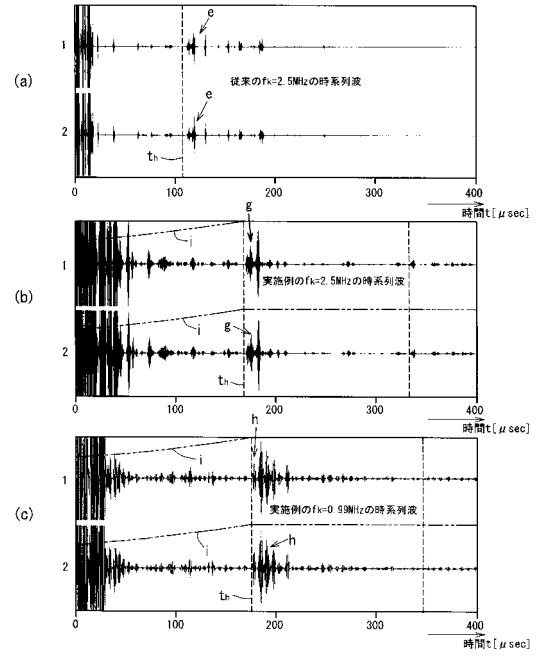 (a)
1
e
従来のfk=2.5MHzの時系列波
e
2
th
0 100 200 300 400
時間t[μsec]
(b)
g
i
1
実施例のfk=2.5MHzの時系列波
g
i
2
th
0 100 200 300 400
時間t[μsec]
(c)
h
i
1
実施例のfk=0.99MHzの時系列波
h
i
2
th
0 100 200 300 400
時間t[μsec]